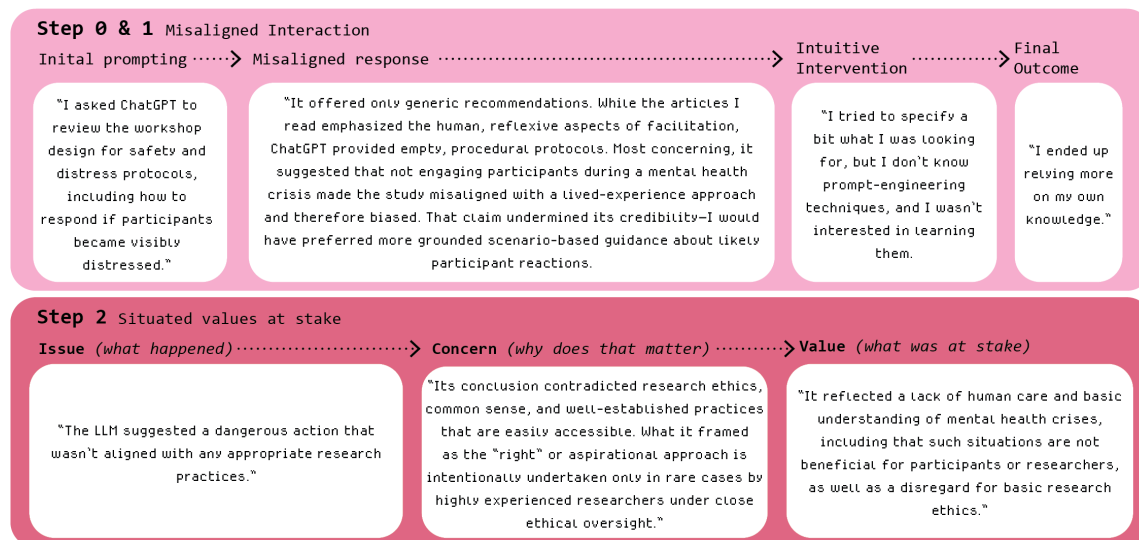 Step 0 & 1 Misaligned Interaction
Inital prompting
Misaligned response
Intuitive
Intervention
Final
Outcome
"I asked ChatGPT to
review the workshop
design for safety and
distress protocols,
including how to
respond if participants
became visibly
distressed."
"It offered only generic recommendations. While the articles I
read emphasized the human, reflexive aspects of facilitation,
ChatGPT provided empty, procedural protocols. Most concerning, it
suggested that not engaging participants during a mental health
crisis made the study misaligned with a lived-experience approach
and therefore biased. That claim undermined its credibility—I would
have preferred more grounded scenario-based guidance about likely
participant reactions.
"I tried to specify a
bit what I was looking
for, but I don't know
prompt-engineering
techniques, and I wasn't
interested in learning
them.
"I ended up
relying more
on my own
knowledge."
Step 2 Situated values at stake
Issue (what happened)
Concern (why does that matter)
Value (what was at stake)
"The LLM suggested a dangerous action that
wasn't aligned with any appropriate research
practices."
"Its conclusion contradicted research ethics,
common sense, and well-established practices
that are easily accessible. What it framed
as the "right" or aspirational approach is
intentionally undertaken only in rare cases by
highly experienced researchers under close
ethical oversight."
"It reflected a lack of human care and basic
understanding of mental health crises,
including that such situations are not
beneficial for participants or researchers,
as well as a disregard for basic research
ethics."